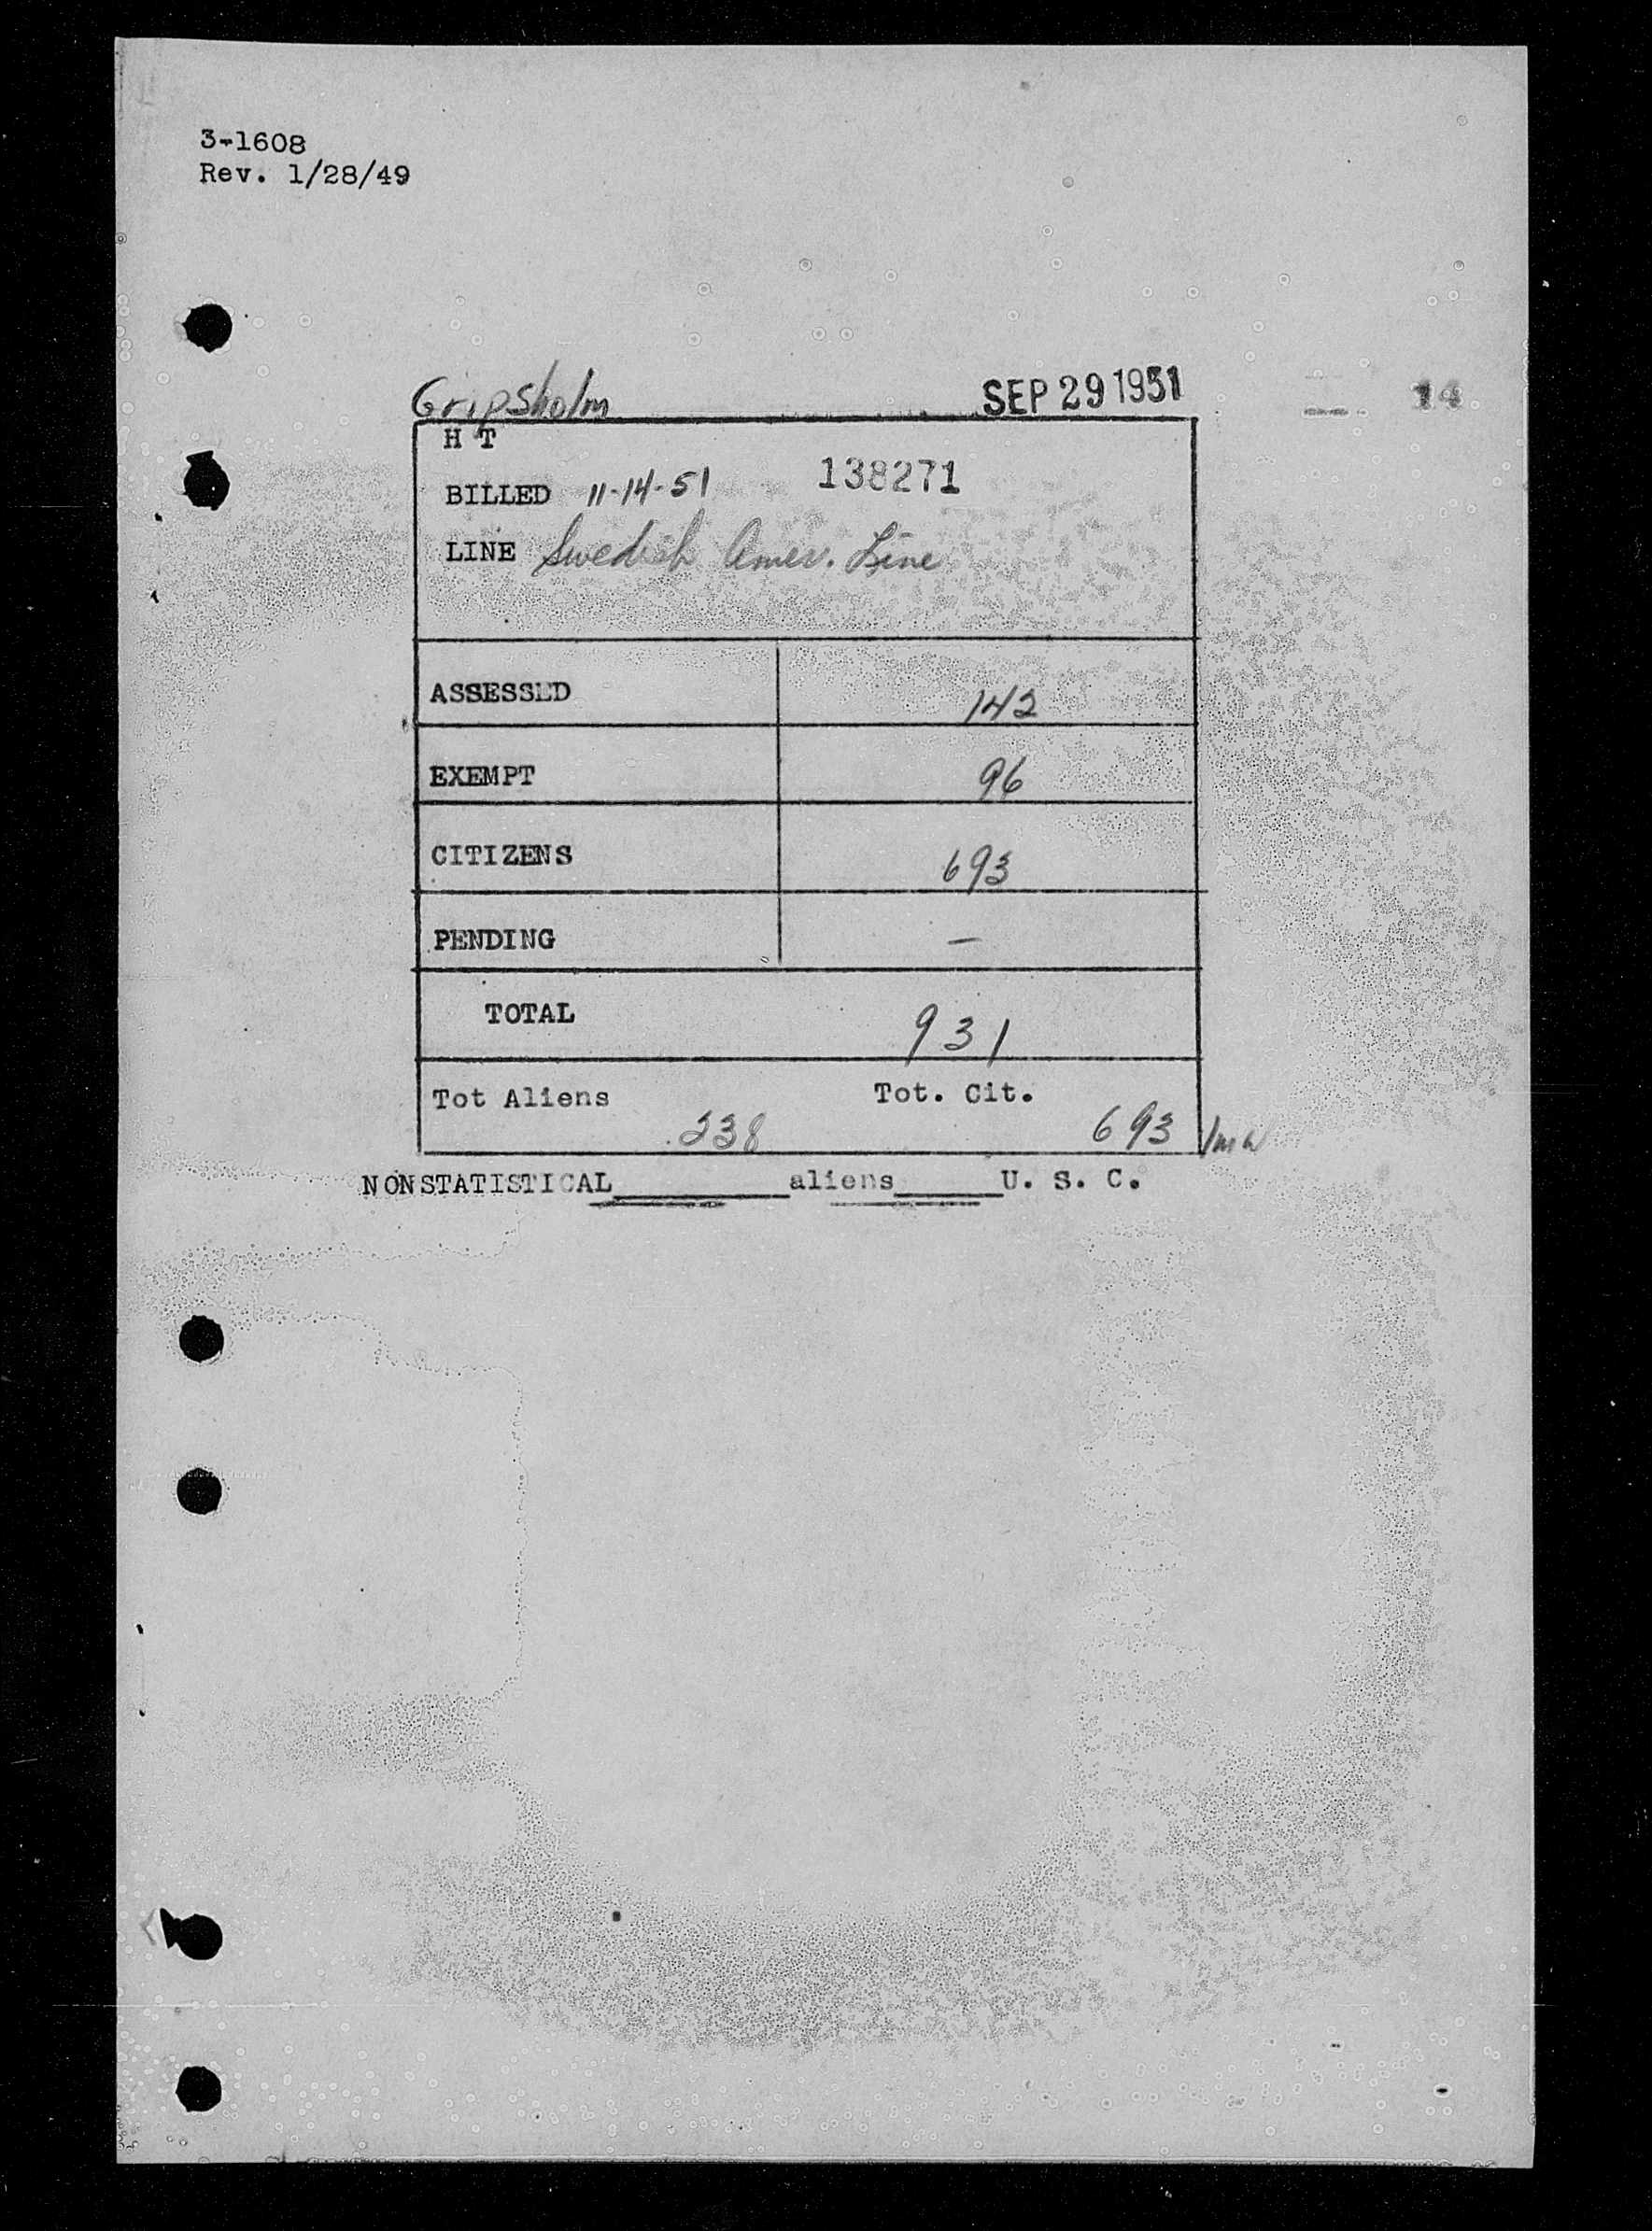 3-1608
Rev. 1/28/49
Gripsholm SEP 29 1951 14
H T
BILLED 11-14-51 138271
LINE Swedish Amer. Line
ASSESSED 142
EXEMPT 96
CITIZENS 693
PENDING —
TOTAL 931
Tot Aliens Tot. Cit.
238 693
NONSTATISTICAL aliens U. S. C.